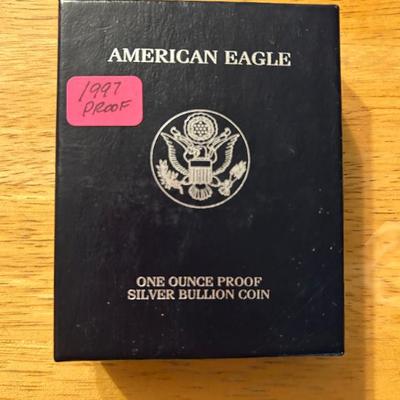 AMERICAN EAGLE
1997
PROOF
ONE OUNCE PROOF
SILVER BULLION COIN